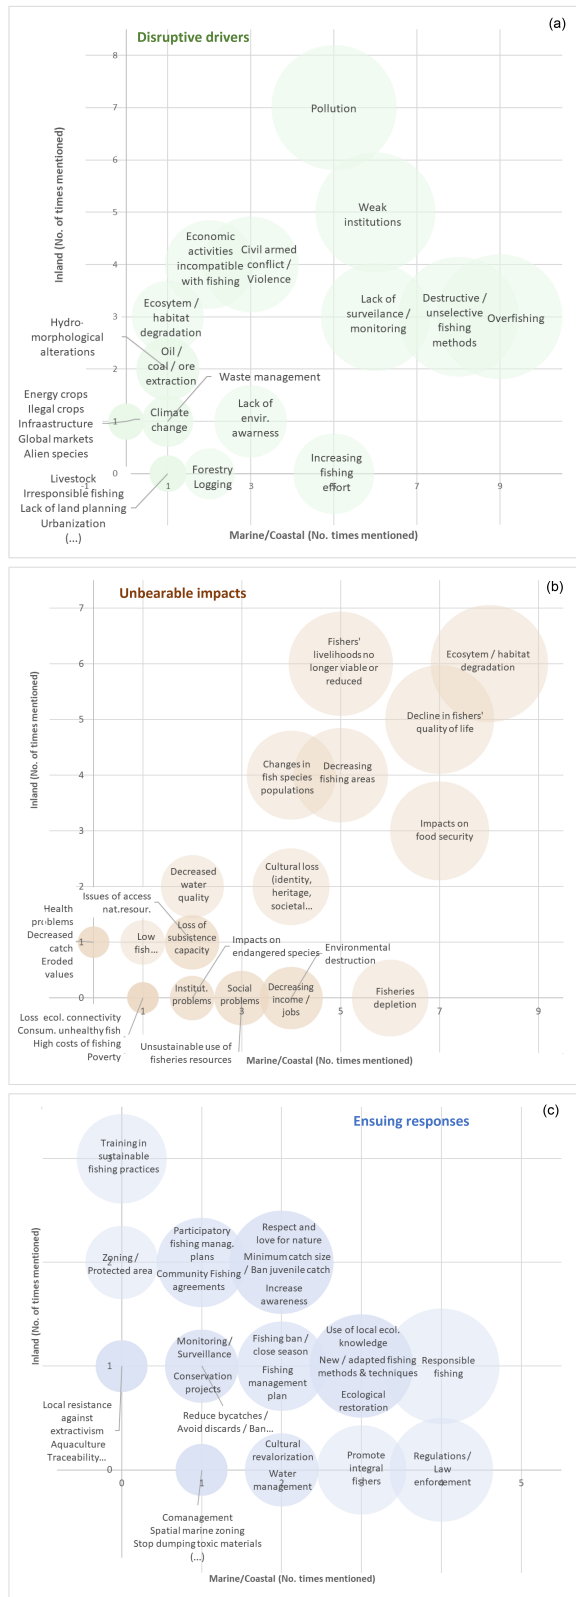 (a)
Disruptive drivers
8
7
6
5
4
3
2
1
0
Inland (No. of times mentioned)
Pollution
Weak
institutions
Economic
activities
incompatible
with fishing
Civil armed
conflict /
Violence
Ecosytem /
habitat
degradation
Lack of
surveilance /
monitoring
Destructive /
unselective
fishing
methods
Overfishing
Hydro-
morphological
alterations
Oil /
coal / ore
extraction
Waste management
Energy crops
Ilegal crops
Infraastructure
Global markets
Alien species
Climate
change
Lack of
envir.
awarness
Livestock
Irresponsible fishing
Lack of land planning
Urbanization
(...)
Forestry
Logging
Increasing
fishing
effort
-1
1
3
5
7
9
Marine/Coastal (No. times mentioned)
(b)
Unbearable impacts
7
6
5
4
3
2
1
0
Inland (No. of times mentioned)
Fishers'
livelihoods no
longer viable or
reduced
Ecosytem / habitat
degradation
Decline in fishers'
quality of life
Changes in
fish species
populations
Decreasing
fishing areas
Impacts on
food security
Decreased
water
quality
Cultural loss
(identity,
heritage,
societal...
Issues of access
nat.resour.
Health
problems
Decreased
catch
Eroded
values
Low
fish...
Loss of
subsistence
capacity
Impacts on
endangered species
Environmental
destruction
Institut.
problems
Social
problems
Decreasing
income /
jobs
Fisheries
depletion
Loss ecol. connectivity
Consum. unhealthy fish
High costs of fishing
Poverty
Unsustainable use of
fisheries resources
1
3
5
7
9
Marine/Coastal (No. of times mentioned)
(c)
Ensuing responses
3
2
1
0
Inland (No. of times mentioned)
Training in
sustainable
fishing practices
Zoning /
Protected area
Participatory
fishing manag.
plans
Community Fishing
agreements
Respect and
love for nature
Minimum catch size
/ Ban juvenile catch
Increase
awareness
Monitoring /
Surveillance
Conservation
projects
Fishing ban /
close season
Fishing
management
plan
Use of local ecol.
knowledge
New / adapted fishing
methods & techniques
Ecological
restoration
Responsible
fishing
Local resistance
against
extractivism
Aquaculture
Traceability...
Reduce bycatches /
Avoid discards / Ban...
Cultural
revalorization
Water
management
Promote
integral
fishers
Regulations /
Law
enforcement
0
1
2
3
4
5
Comanagement
Spatial marine zoning
Stop dumping toxic materials
(...)
Marine/Coastal (No. of times mentioned)